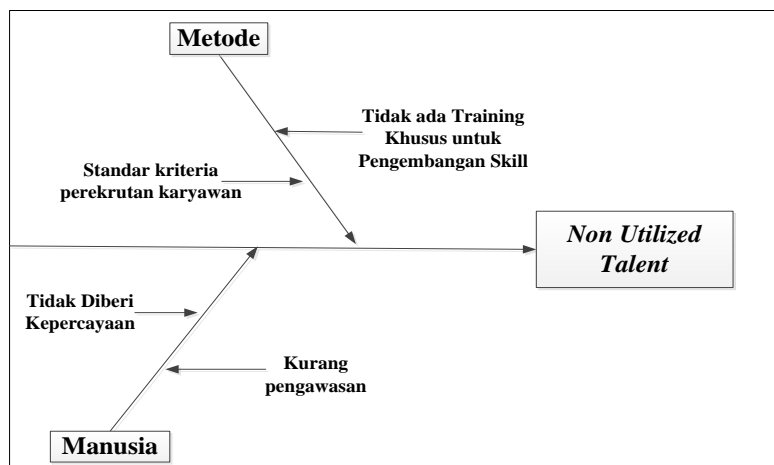 Metode
Tidak ada Training
Khusus untuk
Pengembangan Skill
Standar kriteria
perekrutan karyawan
Non Utilized
Talent
Tidak Diberi
Kepercayaan
Kurang
pengawasan
Manusia